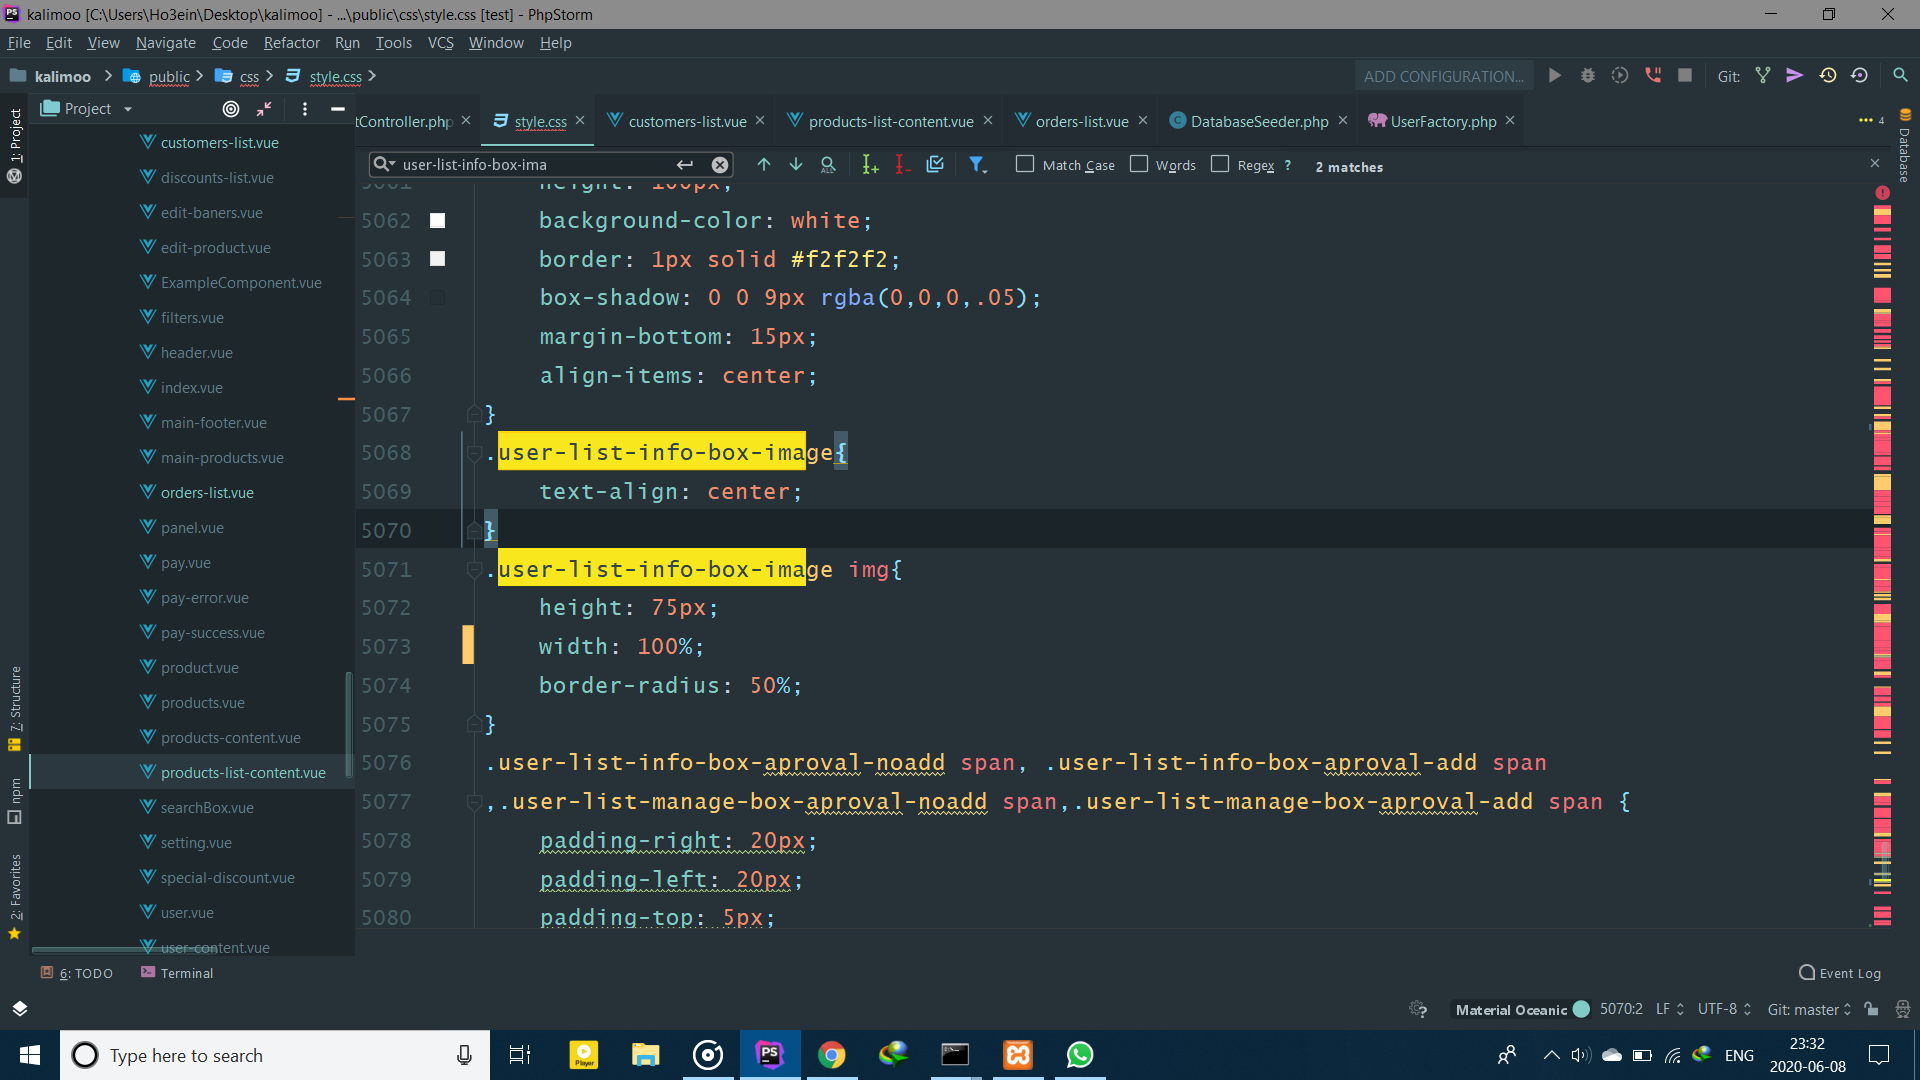 kalimoo [C:\Users\Ho3ein\Desktop\kalimoo] - ...\public\css\style.css [test] - PhpStorm
File Edit View Navigate Code Refactor Run Tools VCS Window Help
kalimoo public css style.css
ADD CONFIGURATION... Git:
Project
tController.php style.css customers-list.vue products-list-content.vue orders-list.vue DatabaseSeeder.php UserFactory.php 4
user-list-info-box-ima Match Case Words Regex ? 2 matches
1: Project
7: Structure
npm
2: Favorites
Database
customers-list.vue
discounts-list.vue
edit-baners.vue
edit-product.vue
ExampleComponent.vue
filters.vue
header.vue
index.vue
main-footer.vue
main-products.vue
orders-list.vue
panel.vue
pay.vue
pay-error.vue
pay-success.vue
product.vue
products.vue
products-content.vue
products-list-content.vue
searchBox.vue
setting.vue
special-discount.vue
user.vue
user-content.vue
5061 height: 100px;
5062 background-color: white;
5063 border: 1px solid #f2f2f2;
5064 box-shadow: 0 0 9px rgba(0,0,0,.05);
5065 margin-bottom: 15px;
5066 align-items: center;
5067 }
5068 .user-list-info-box-image{
5069 text-align: center;
5070 }
5071 .user-list-info-box-image img{
5072 height: 75px;
5073 width: 100%;
5074 border-radius: 50%;
5075 }
5076 .user-list-info-box-aproval-noadd span, .user-list-info-box-aproval-add span
5077 ,.user-list-manage-box-aproval-noadd span,.user-list-manage-box-aproval-add span {
5078 padding-right: 20px;
5079 padding-left: 20px;
5080 padding-top: 5px;
6: TODO Terminal Event Log
Material Oceanic 5070:2 LF UTF-8 Git: master
Type here to search
Player
PS
ENG
23:32
2020-06-08